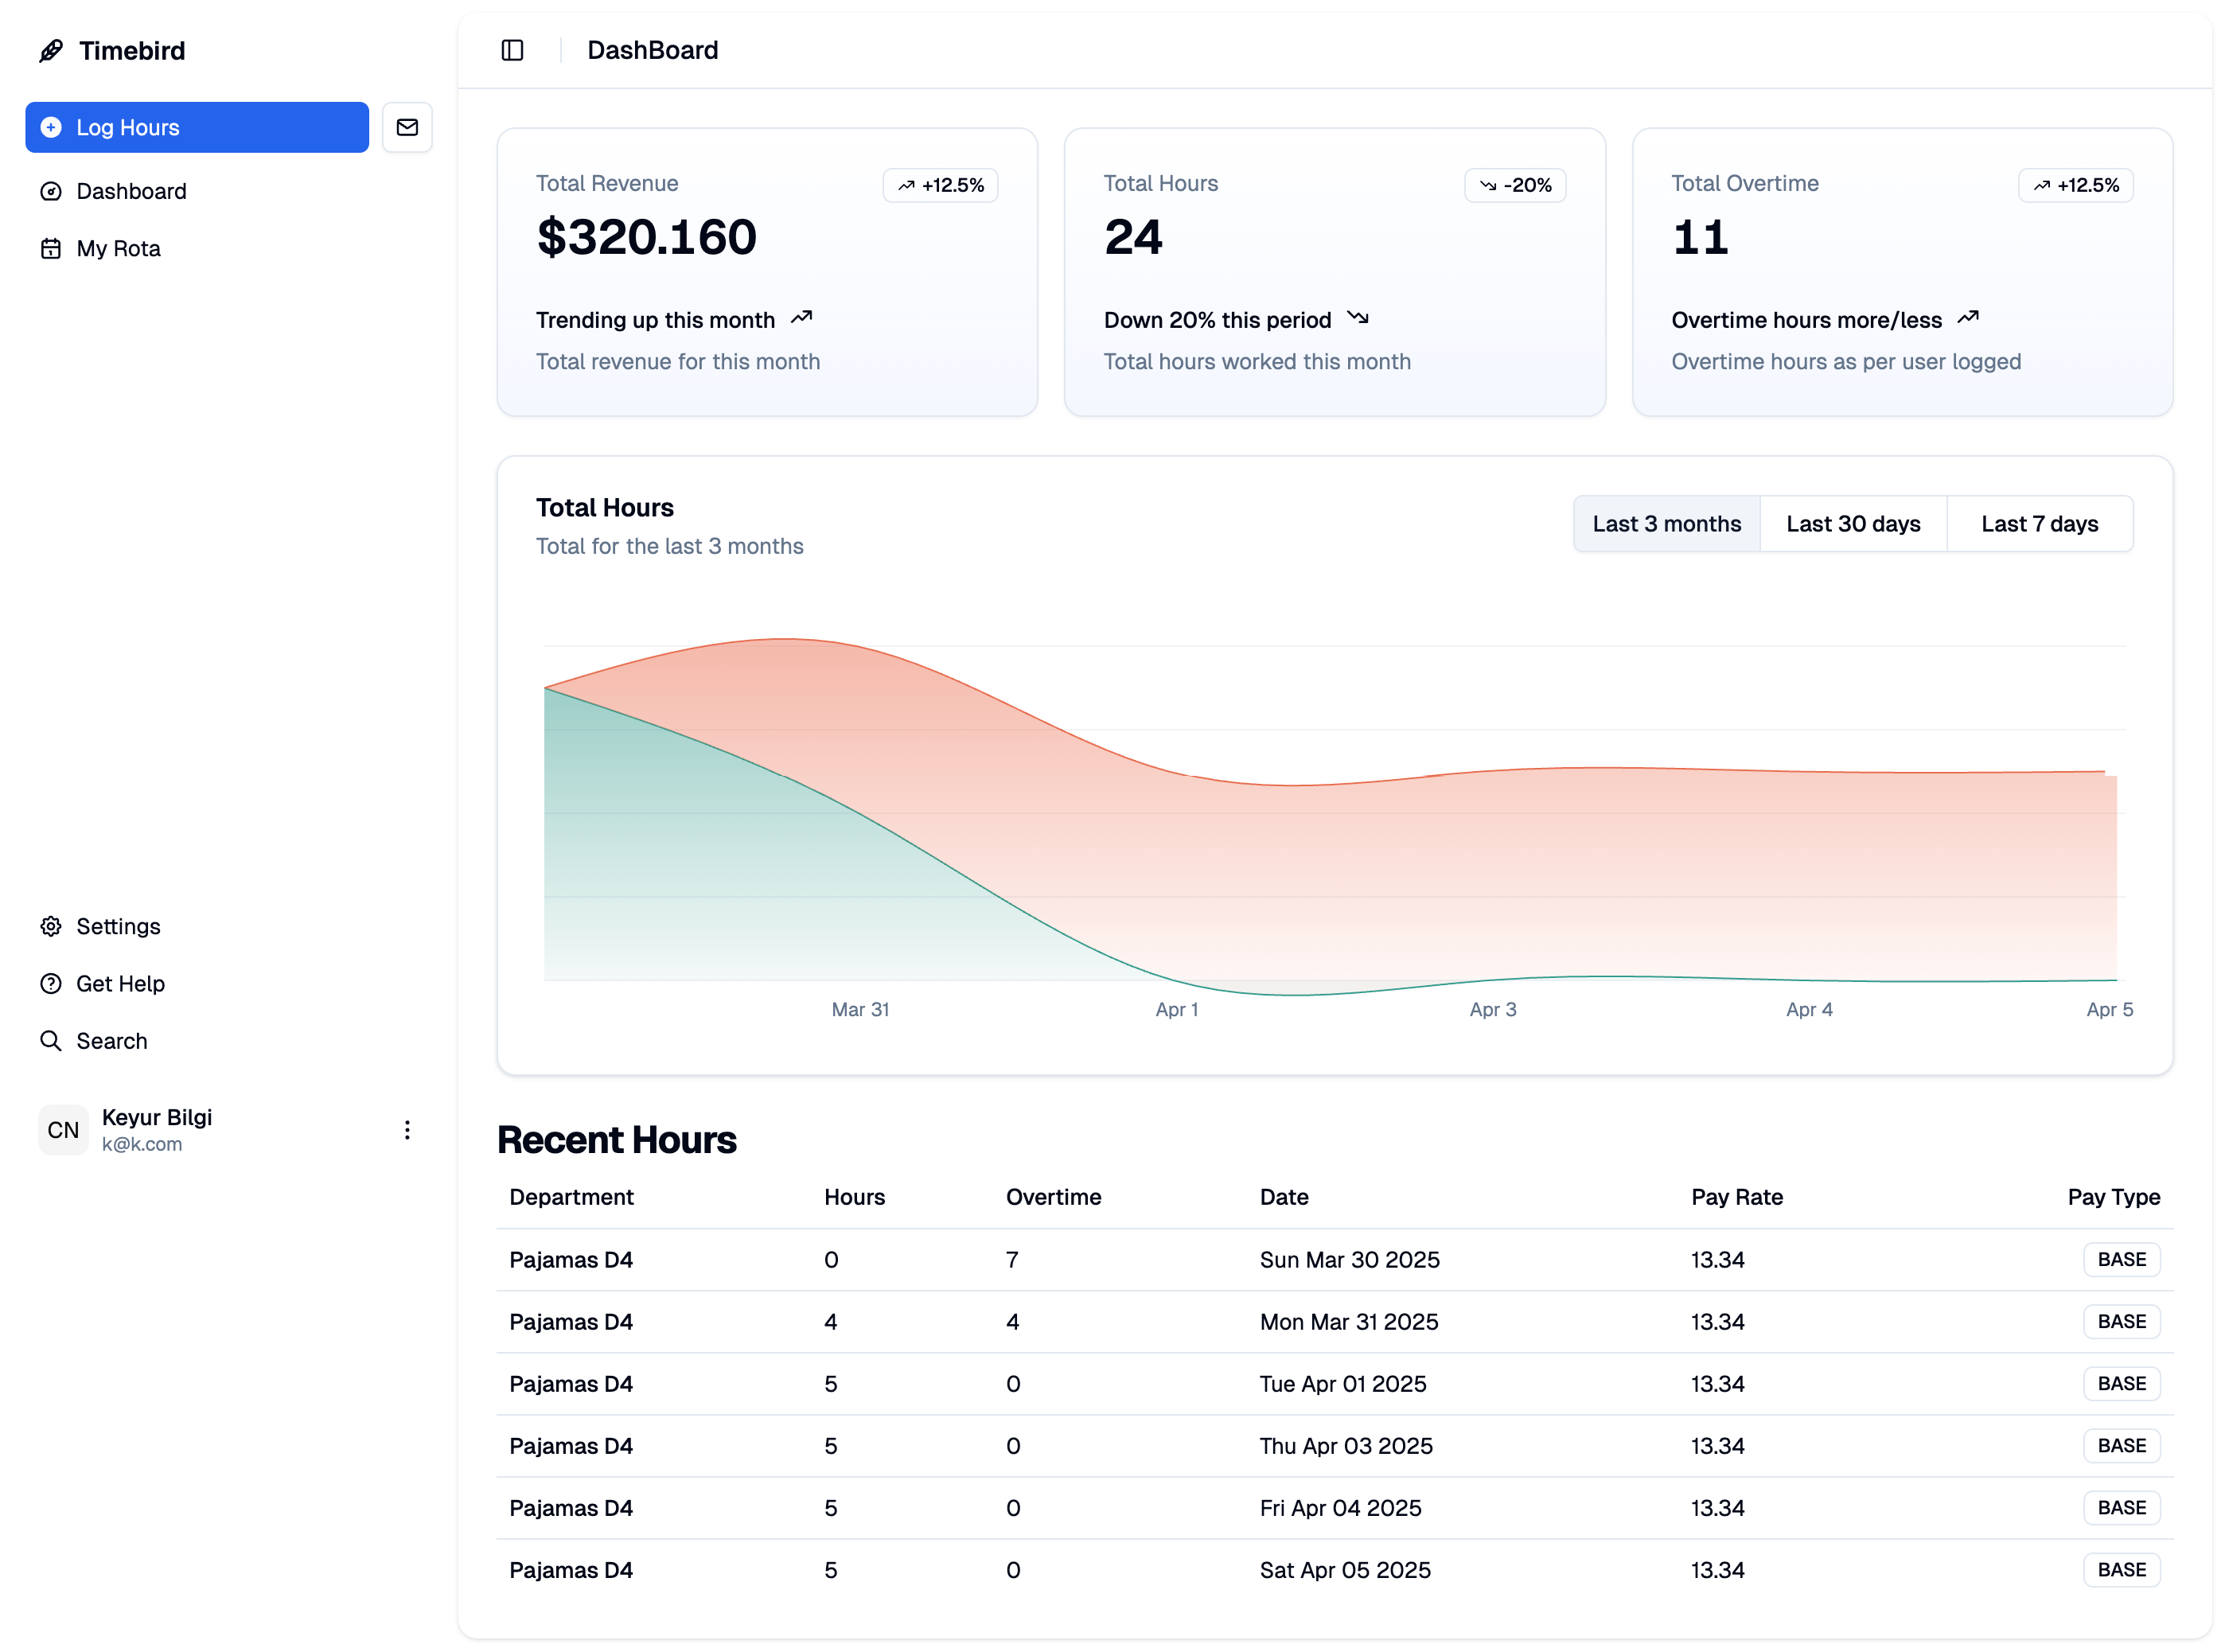 Timebird
Log Hours
Dashboard
My Rota
Settings
Get Help
Search
CN
Keyur Bilgi
k@k.com
DashBoard
Total Revenue
+12.5%
$320.160
Trending up this month
Total revenue for this month
Total Hours
-20%
24
Down 20% this period
Total hours worked this month
Total Overtime
+12.5%
11
Overtime hours more/less
Overtime hours as per user logged
Total Hours
Total for the last 3 months
Last 3 months Last 30 days Last 7 days
Mar 31 Apr 1 Apr 3 Apr 4 Apr 5
Recent Hours
Department Hours Overtime Date Pay Rate Pay Type
Pajamas D4 0 7 Sun Mar 30 2025 13.34 BASE
Pajamas D4 4 4 Mon Mar 31 2025 13.34 BASE
Pajamas D4 5 0 Tue Apr 01 2025 13.34 BASE
Pajamas D4 5 0 Thu Apr 03 2025 13.34 BASE
Pajamas D4 5 0 Fri Apr 04 2025 13.34 BASE
Pajamas D4 5 0 Sat Apr 05 2025 13.34 BASE